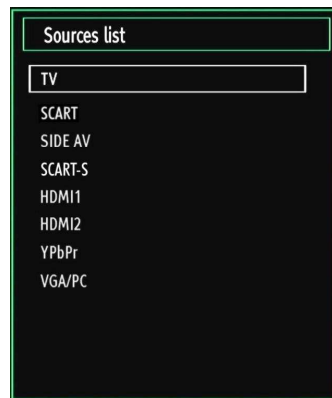 Sources list
TV
SCART
SIDE AV
SCART-S
HDMI1
HDMI2
YPbPr
VGA/PC